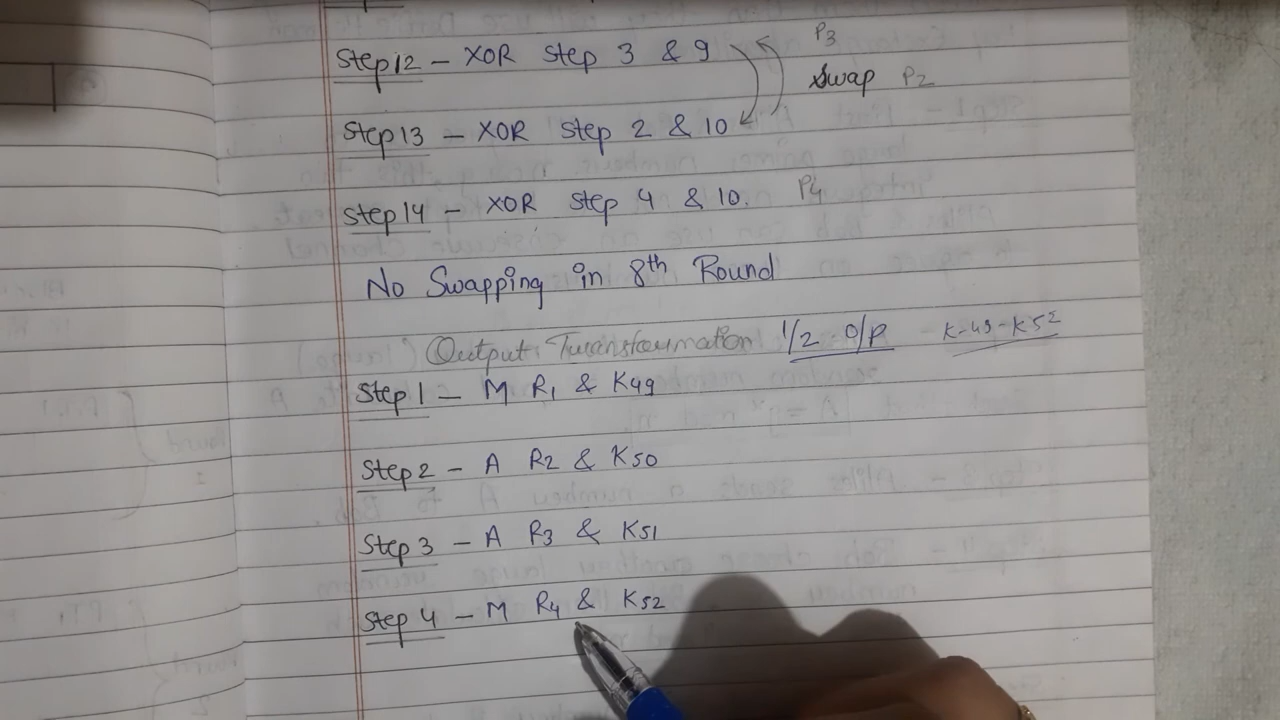 Step 12 – XOR Step 3 & 9
P3
Swap P2
Step 13 – XOR Step 2 & 10
Step 14 – XOR Step 4 & 10. P4
No Swapping in 8th Round
Output Transformation 1/2 O/P K-49-K52
Step 1 – M R1 & K49
Step 2 – A R2 & K50
Step 3 – A R3 & K51
Step 4 – M R4 & K52